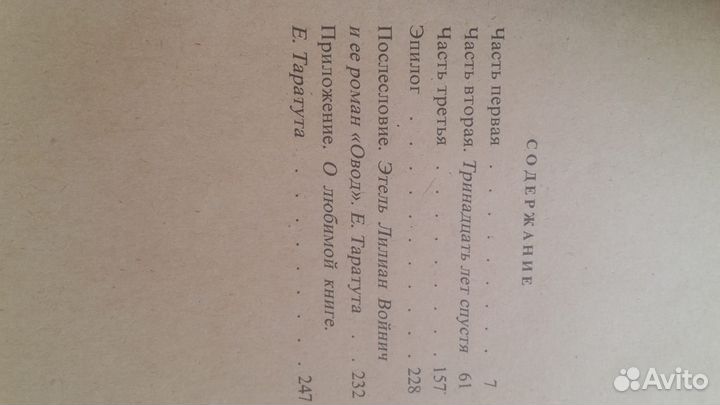 СОДЕРЖАНИЕ
Часть первая . . . . . . . . 7
Часть вторая. Тринадцать лет спустя 61
Часть третья . . . . . . . . 157
Эпилог . . . . . . . . . 228
Послесловие. Этель Лилиан Войнич
и ее роман «Овод». Е. Таратута . . 232
Приложение. О любимой книге.
Е. Таратута . . . . . . . . 247
Avito